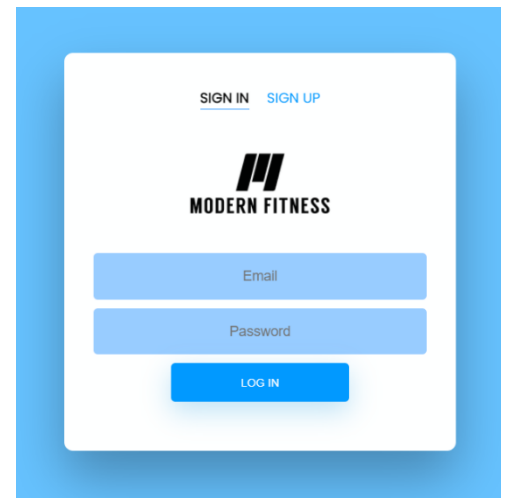 SIGN IN SIGN UP
MODERN FITNESS
Email
Password
LOG IN